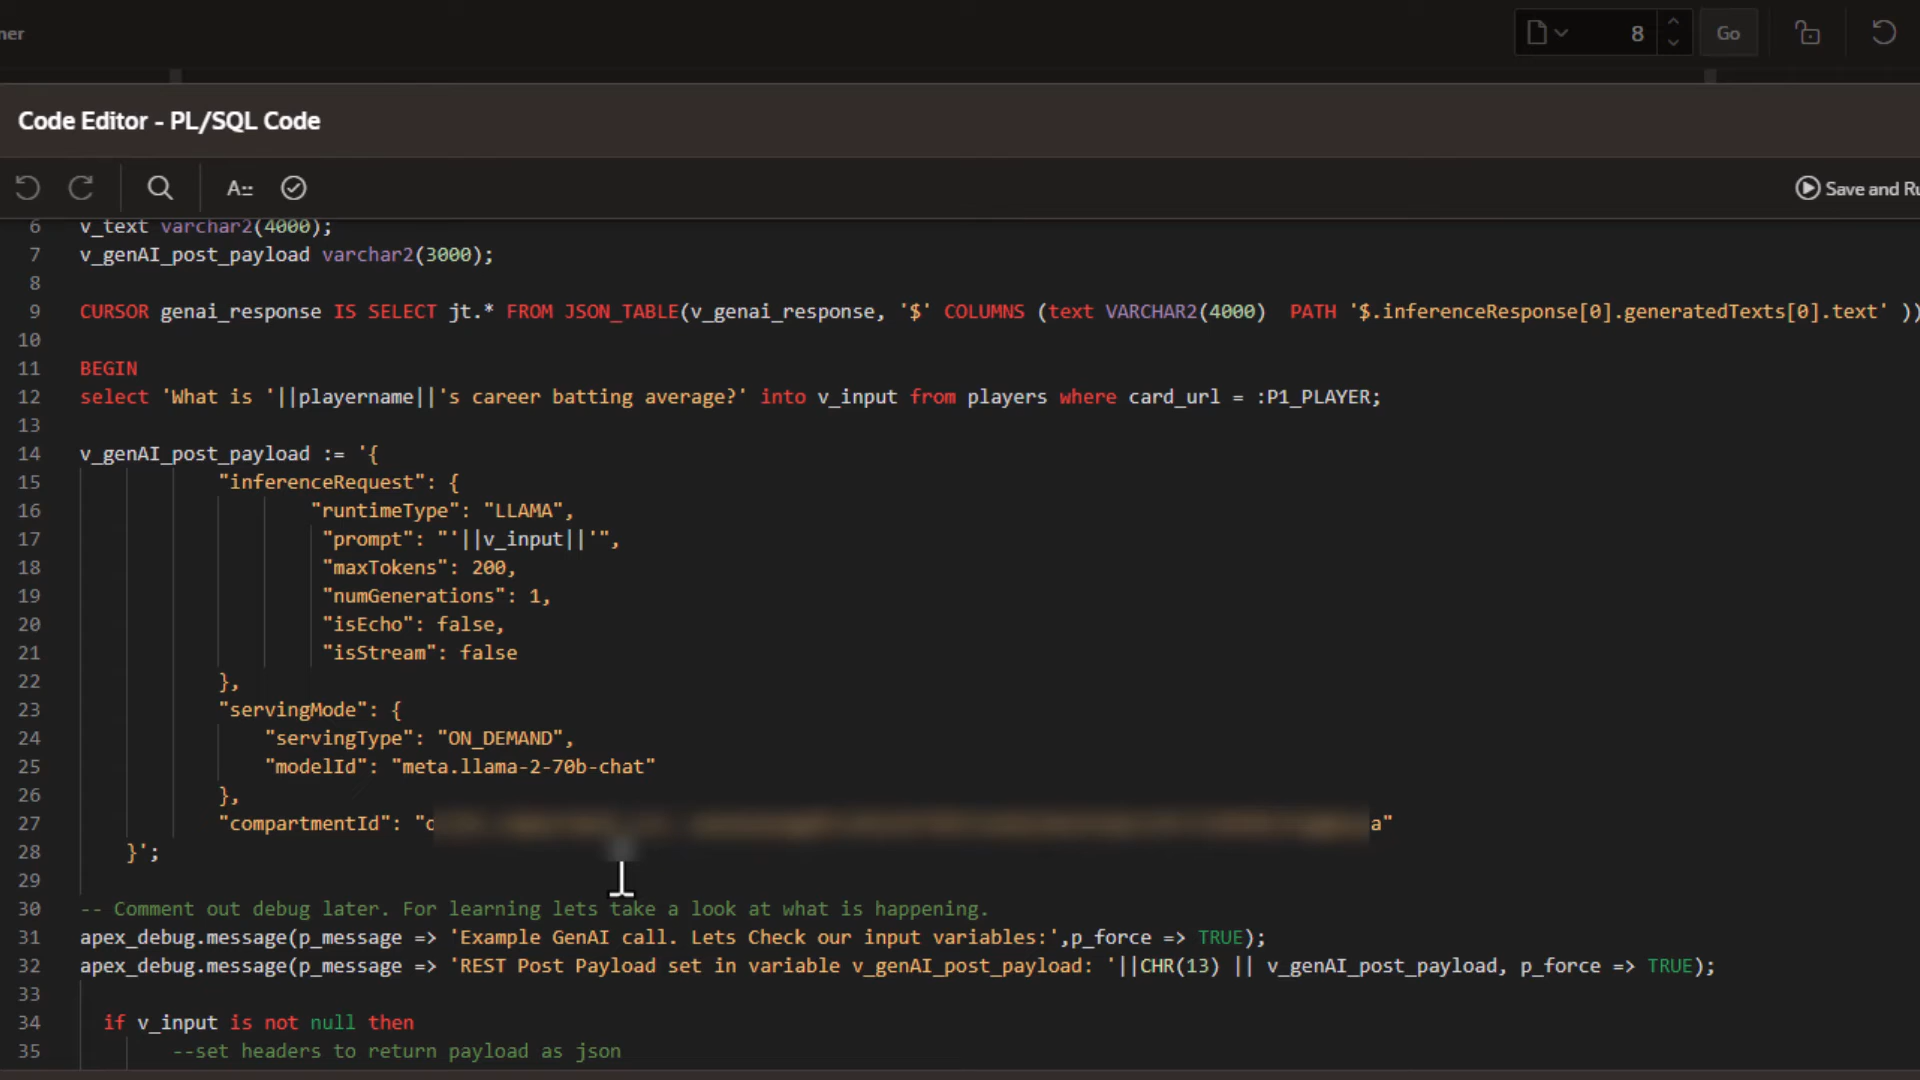 ner
8
Go
Code Editor - PL/SQL Code
A::
Save and Ru
6 v_text varchar2(4000);
7 v_genAI_post_payload varchar2(3000);
8
9 CURSOR genai_response IS SELECT jt.* FROM JSON_TABLE(v_genai_response, '$' COLUMNS (text VARCHAR2(4000) PATH '$.inferenceResponse[0].generatedTexts[0].text' ))
10
11 BEGIN
12 select 'What is '||playername||'s career batting average?' into v_input from players where card_url = :P1_PLAYER;
13
14 v_genAI_post_payload := '{
15 "inferenceRequest": {
16 "runtimeType": "LLAMA",
17 "prompt": "'||v_input||'",
18 "maxTokens": 200,
19 "numGenerations": 1,
20 "isEcho": false,
21 "isStream": false
22 },
23 "servingMode": {
24 "servingType": "ON_DEMAND",
25 "modelId": "meta.llama-2-70b-chat"
26 },
27 "compartmentId": "o a"
28 }';
29
30 -- Comment out debug later. For learning lets take a look at what is happening.
31 apex_debug.message(p_message => 'Example GenAI call. Lets Check our input variables:',p_force => TRUE);
32 apex_debug.message(p_message => 'REST Post Payload set in variable v_genAI_post_payload: '||CHR(13) || v_genAI_post_payload, p_force => TRUE);
33
34 if v_input is not null then
35 --set headers to return payload as json